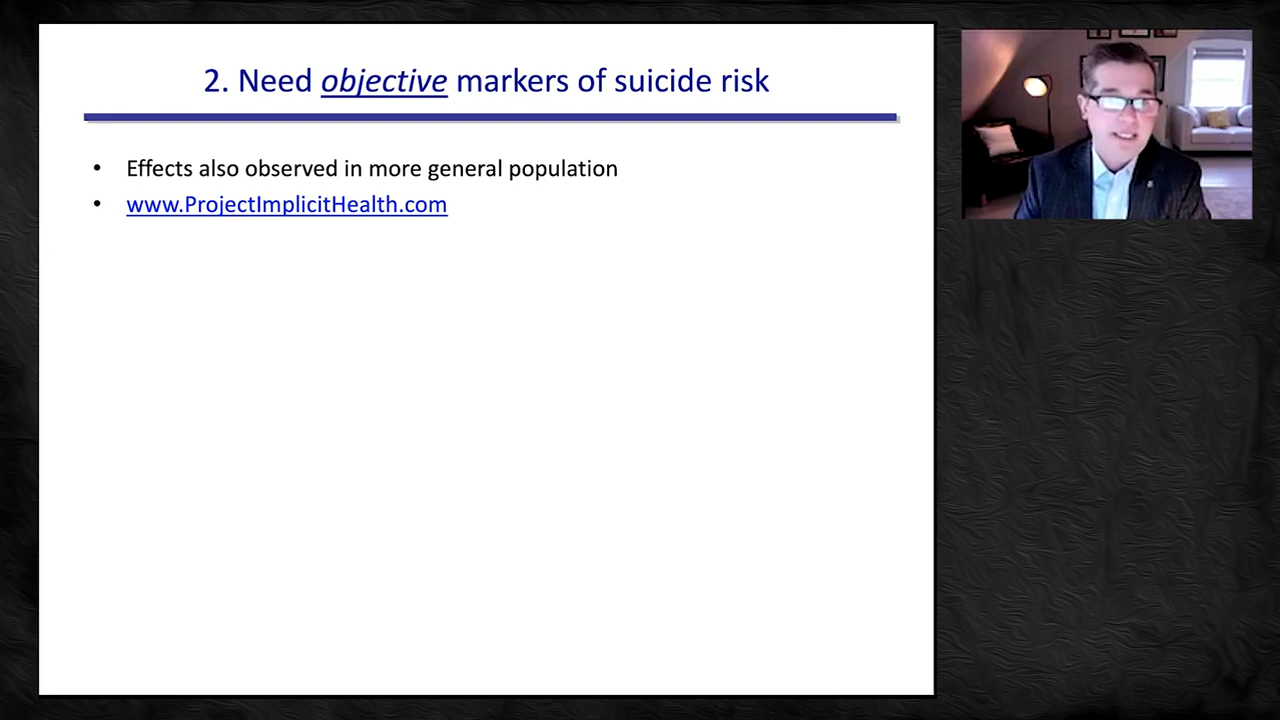 2. Need objective markers of suicide risk
• Effects also observed in more general population
• www.ProjectImplicitHealth.com